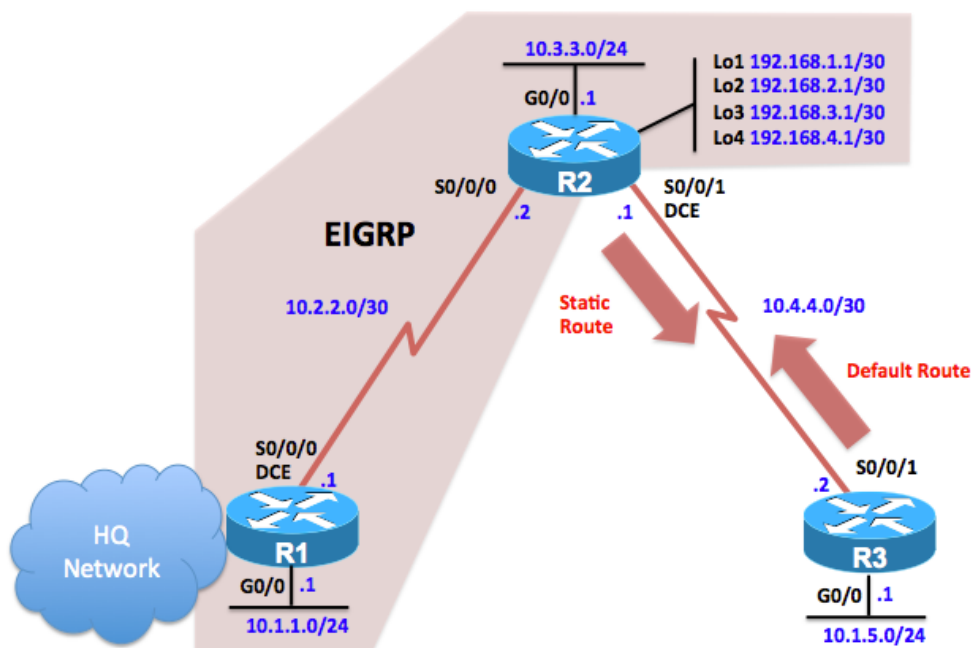 10.3.3.0/24
Lo1 192.168.1.1/30
Lo2 192.168.2.1/30
Lo3 192.168.3.1/30
Lo4 192.168.4.1/30
G0/0
.1
R2
S0/0/0
.2
S0/0/1
DCE
.1
EIGRP
10.2.2.0/30
Static
Route
10.4.4.0/30
Default Route
S0/0/0
DCE
.1
HQ
Network
R1
G0/0
.1
10.1.1.0/24
S0/0/1
.2
R3
G0/0
.1
10.1.5.0/24